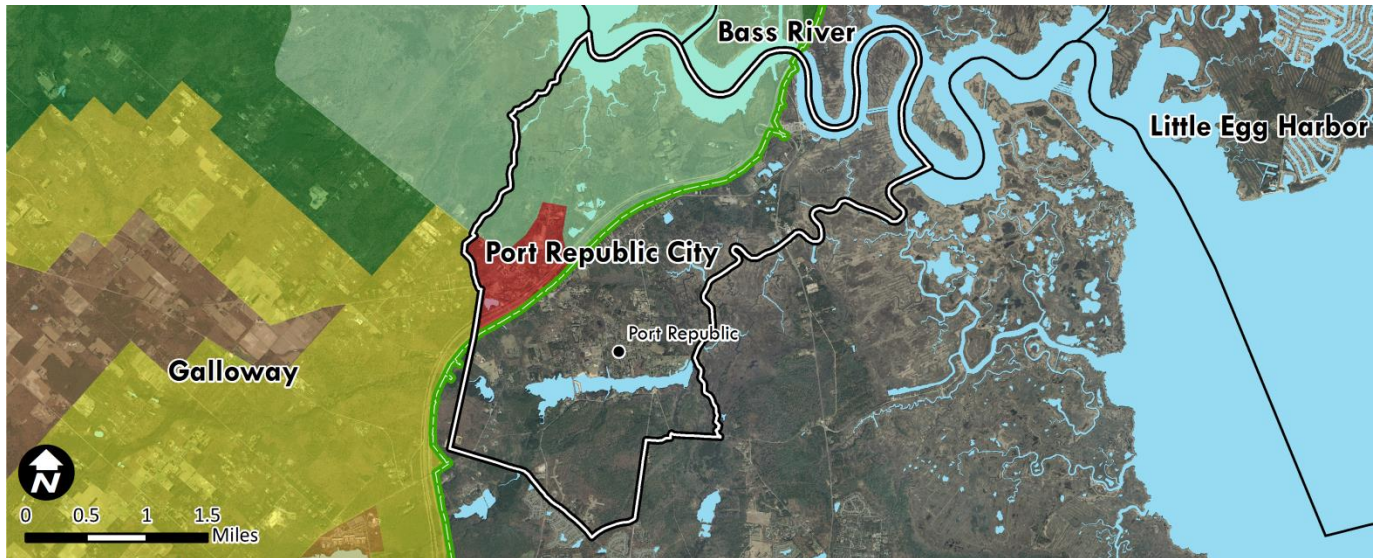 Bass River
Little Egg Harbor
Port Republic City
Port Republic
Galloway
N
0 0.5 1 1.5
Miles